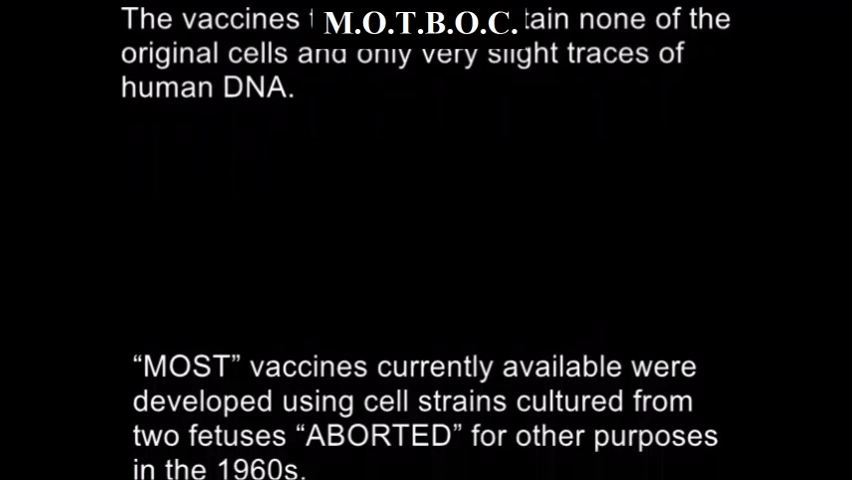 The vaccines
M.O.T.B.O.C.
none of the
original cells and only very slight traces of
human DNA.
“MOST” vaccines currently available were
developed using cell strains cultured from
two fetuses “ABORTED” for other purposes
in the 1960s.